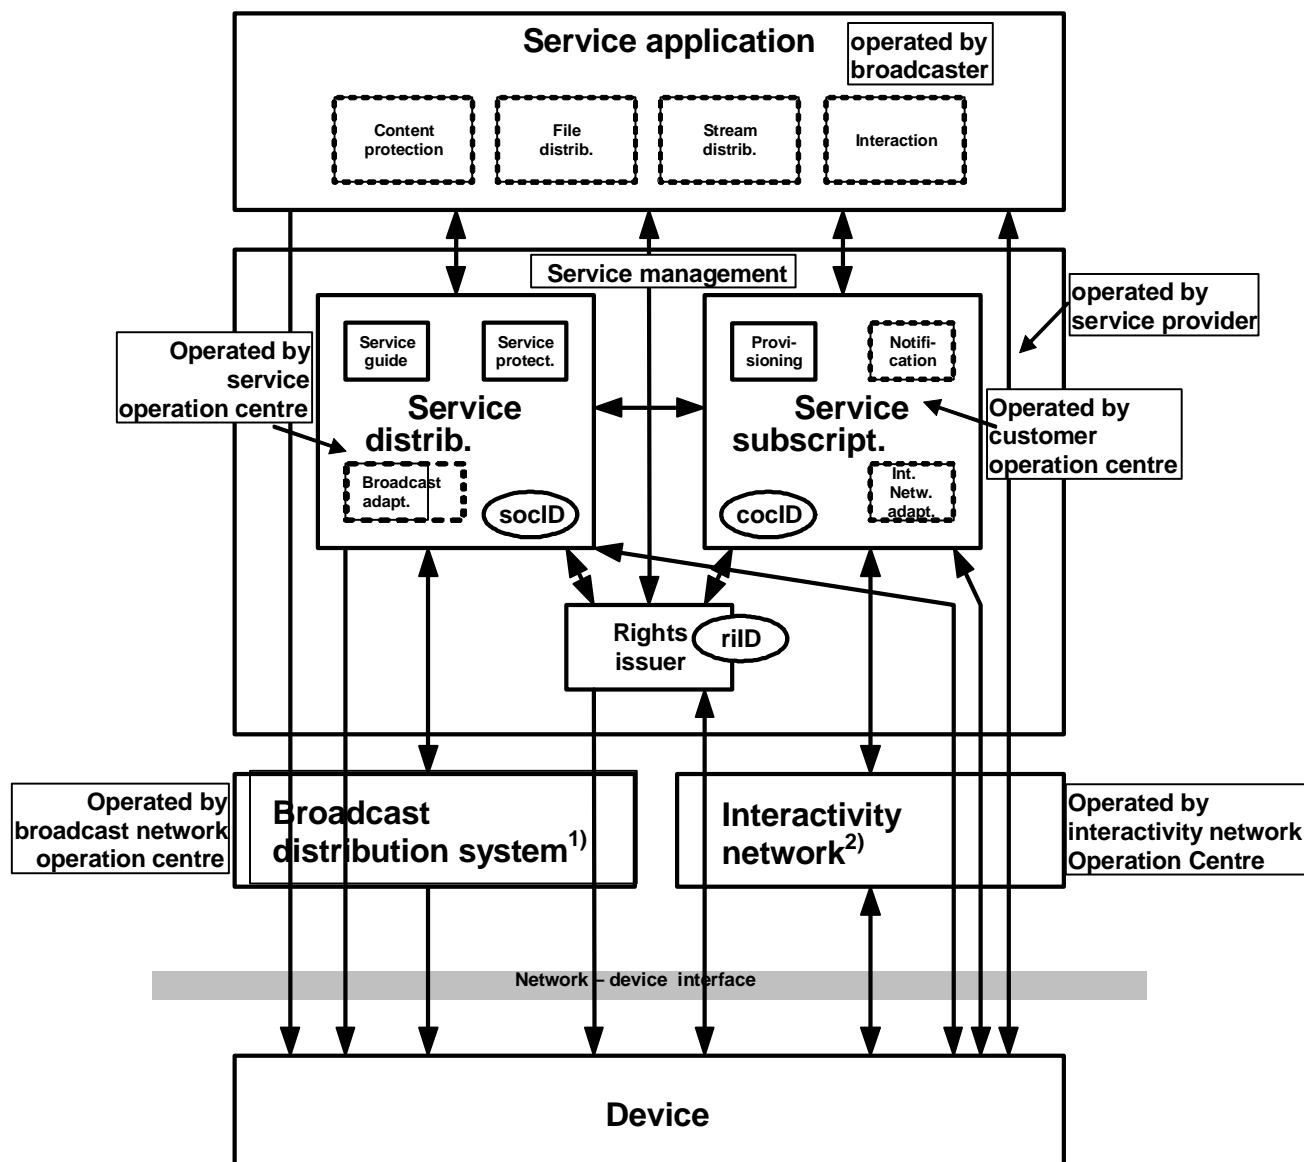 Service application
operated by
broadcaster
Content
protection
File
distrib.
Stream
distrib.
Interaction
Service management
operated by
service provider
Operated by
service
operation centre
Service
guide
Service
protect.
Service
distrib.
Broadcast
adapt.
socID
Provi-
sioning
Notifi-
cation
Service
subscript.
Operated by
customer
operation centre
Int.
Netw.
adapt.
cocID
Rights
issuer
riID
Operated by
broadcast network
operation centre
Broadcast
distribution system1)
Interactivity
network2)
Operated by
interactivity network
Operation Centre
Network – device interface
Device